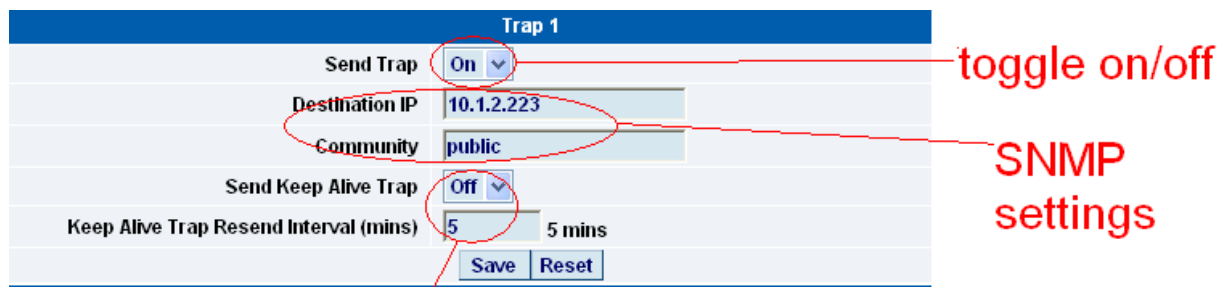 Trap 1
Send Trap On
toggle on/off
Destination IP 10.1.2.223
Community public
SNMP
settings
Send Keep Alive Trap Off
Keep Alive Trap Resend Interval (mins) 5 5 mins
Save Reset